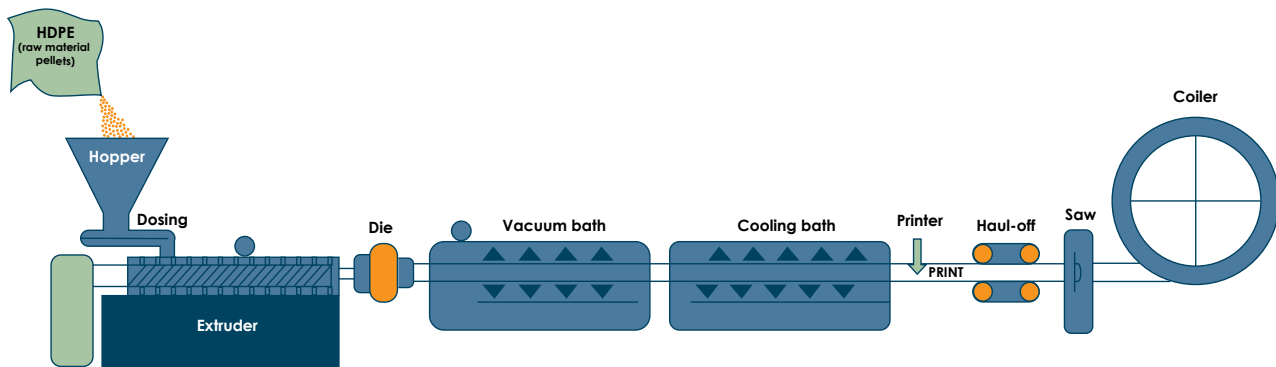 HDPE
(raw material
pellets)
Hopper
Dosing
Extruder
Die
Vacuum bath
Cooling bath
Printer
PRINT
Haul-off
Saw
Coiler